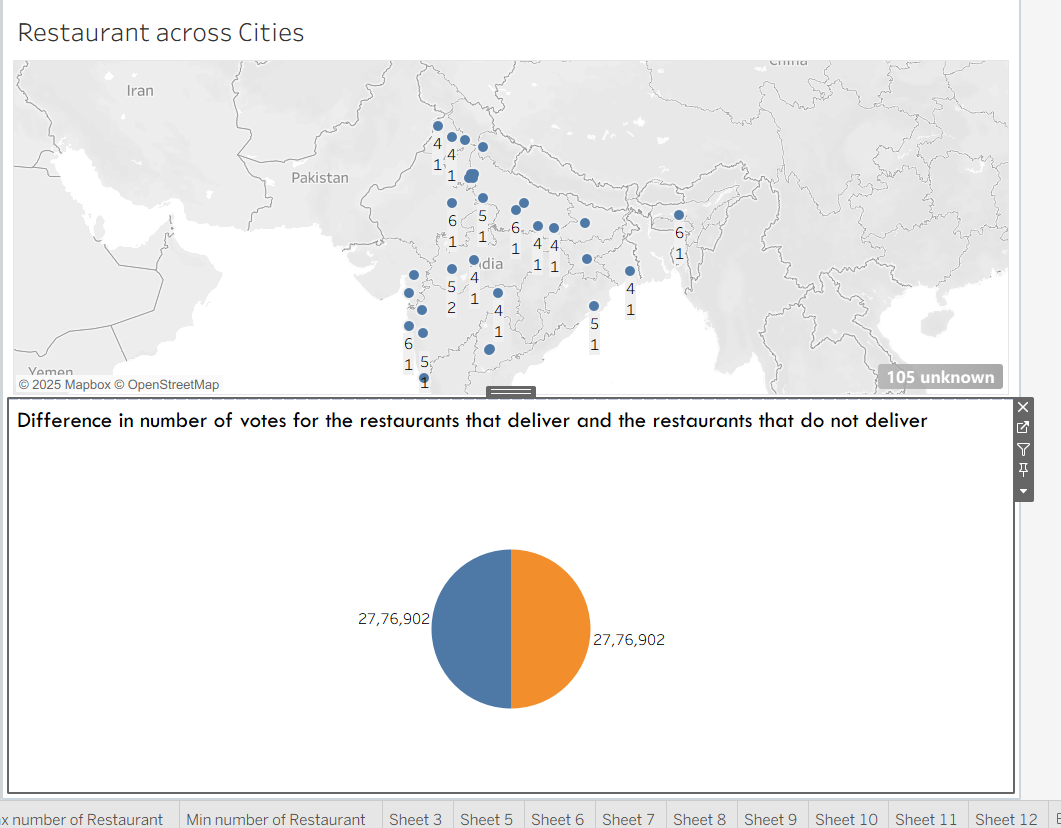 Restaurant across Cities
China
Iran
Pakistan
4
1
4
1
6
1
5
1
6
1
4
1
4
1
6
1
dia
5
2
4
1
4
1
4
1
5
1
6
1
5
1
Yemen
© 2025 Mapbox © OpenStreetMap
105 unknown
Difference in number of votes for the restaurants that deliver and the restaurants that do not deliver
27,76,902
27,76,902
x number of Restaurant
Min number of Restaurant
Sheet 3
Sheet 5
Sheet 6
Sheet 7
Sheet 8
Sheet 9
Sheet 10
Sheet 11
Sheet 12